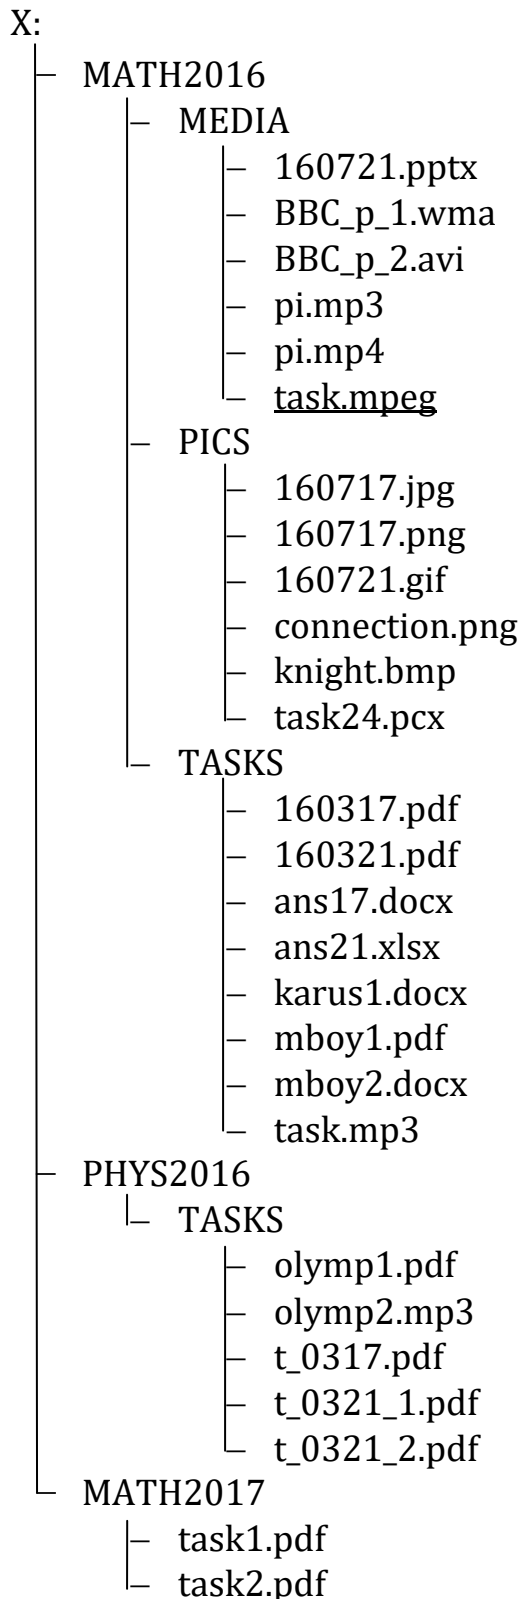 X:
MATH2016
MEDIA
160721.pptx
BBC_p_1.wma
BBC_p_2.avi
pi.mp3
pi.mp4
task.mpeg
PICS
160717.jpg
160717.png
160721.gif
connection.png
knight.bmp
task24.pcx
TASKS
160317.pdf
160321.pdf
ans17.docx
ans21.xlsx
karus1.docx
mboy1.pdf
mboy2.docx
task.mp3
PHYS2016
TASKS
olymp1.pdf
olymp2.mp3
t_0317.pdf
t_0321_1.pdf
t_0321_2.pdf
MATH2017
task1.pdf
task2.pdf